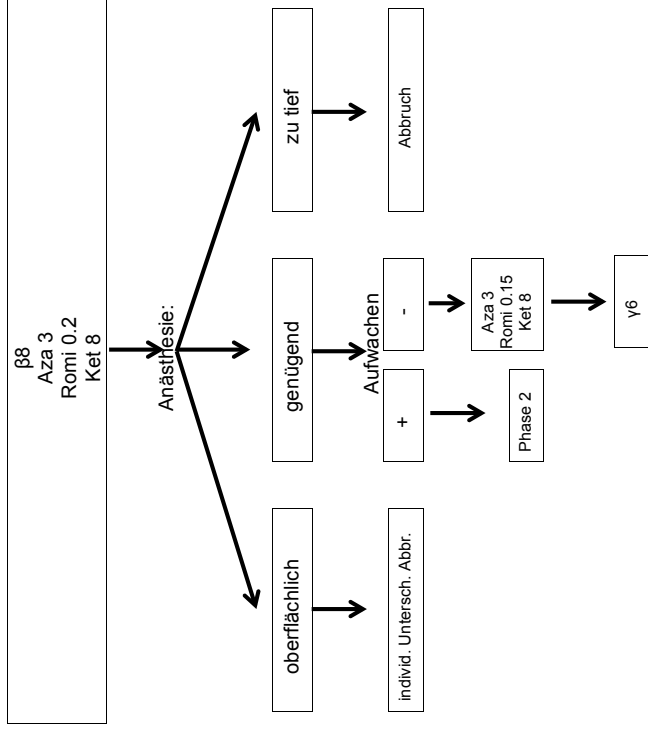 β8
Aza 3
Romi 0.2
Ket 8
Anästhesie:
oberflächlich
genügend
zu tief
individ. Untersch. Abbr.
Aufwachen
+
-
Abbruch
Phase 2
Aza 3
Romi 0.15
Ket 8
γ6